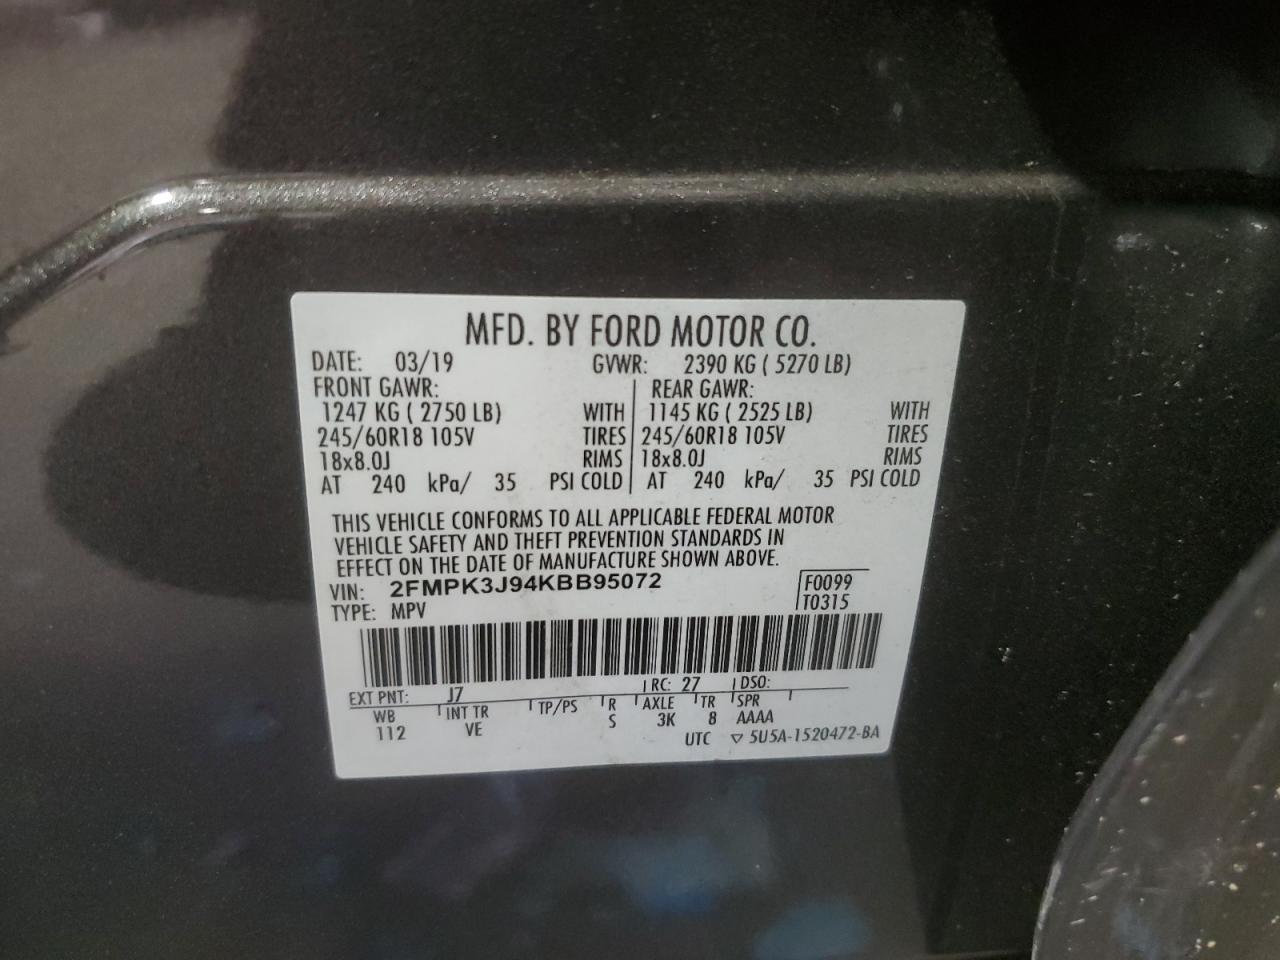 MFD. BY FORD MOTOR CO.
DATE: 03/19 GVWR: 2390 KG ( 5270 LB)
FRONT GAWR: REAR GAWR:
1247 KG ( 2750 LB) WITH 1145 KG ( 2525 LB) WITH
245/60R18 105V TIRES 245/60R18 105V TIRES
18x8.0J RIMS 18x8.0J RIMS
AT 240 kPa/ 35 PSI COLD AT 240 kPa/ 35 PSI COLD
THIS VEHICLE CONFORMS TO ALL APPLICABLE FEDERAL MOTOR
VEHICLE SAFETY AND THEFT PREVENTION STANDARDS IN
EFFECT ON THE DATE OF MANUFACTURE SHOWN ABOVE.
VIN: 2FMPK3J94KBB95072 F0099
TYPE: MPV T0315
EXT PNT: J7 RC: 27 DSO:
WB INT TR TP/PS R AXLE TR SPR
112 VE S 3K 8 AAAA
UTC ▽ 5U5A-1520472-BA